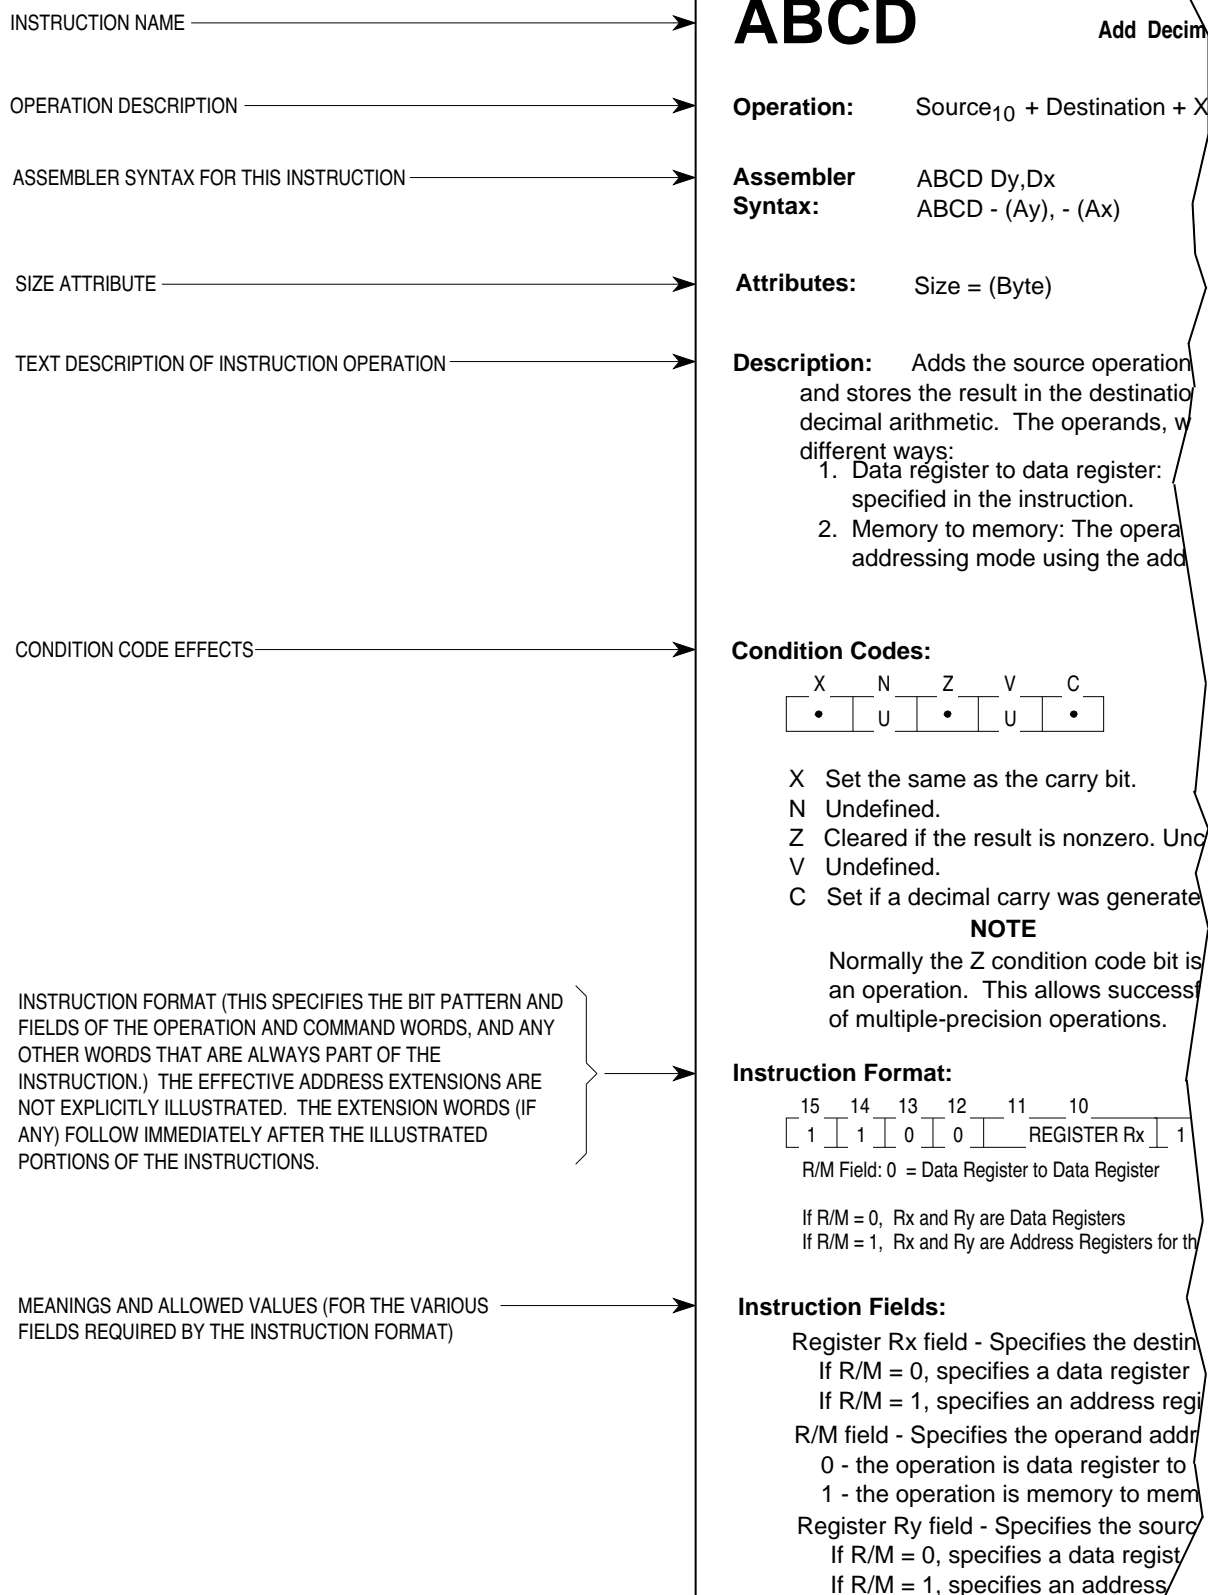 INSTRUCTION NAME
ABCD
Add Decim
OPERATION DESCRIPTION
Operation: Source10 + Destination + X
ASSEMBLER SYNTAX FOR THIS INSTRUCTION
Assembler ABCD Dy,Dx
Syntax: ABCD - (Ay), - (Ax)
SIZE ATTRIBUTE
Attributes: Size = (Byte)
TEXT DESCRIPTION OF INSTRUCTION OPERATION
Description: Adds the source operation
and stores the result in the destinatio
decimal arithmetic. The operands, w
different ways:
1. Data register to data register:
specified in the instruction.
2. Memory to memory: The opera
addressing mode using the add
CONDITION CODE EFFECTS
Condition Codes:
X N Z V C
• U • U •
X Set the same as the carry bit.
N Undefined.
Z Cleared if the result is nonzero. Unc
V Undefined.
C Set if a decimal carry was generate
NOTE
Normally the Z condition code bit is
an operation. This allows successf
of multiple-precision operations.
INSTRUCTION FORMAT (THIS SPECIFIES THE BIT PATTERN AND
FIELDS OF THE OPERATION AND COMMAND WORDS, AND ANY
OTHER WORDS THAT ARE ALWAYS PART OF THE
INSTRUCTION.) THE EFFECTIVE ADDRESS EXTENSIONS ARE
NOT EXPLICITLY ILLUSTRATED. THE EXTENSION WORDS (IF
ANY) FOLLOW IMMEDIATELY AFTER THE ILLUSTRATED
PORTIONS OF THE INSTRUCTIONS.
Instruction Format:
15 14 13 12 11 10
1 1 0 0 REGISTER Rx 1
R/M Field: 0 = Data Register to Data Register
If R/M = 0, Rx and Ry are Data Registers
If R/M = 1, Rx and Ry are Address Registers for th
MEANINGS AND ALLOWED VALUES (FOR THE VARIOUS
FIELDS REQUIRED BY THE INSTRUCTION FORMAT)
Instruction Fields:
Register Rx field - Specifies the destin
If R/M = 0, specifies a data register
If R/M = 1, specifies an address regi
R/M field - Specifies the operand addr
0 - the operation is data register to
1 - the operation is memory to mem
Register Ry field - Specifies the sourc
If R/M = 0, specifies a data regist
If R/M = 1, specifies an address